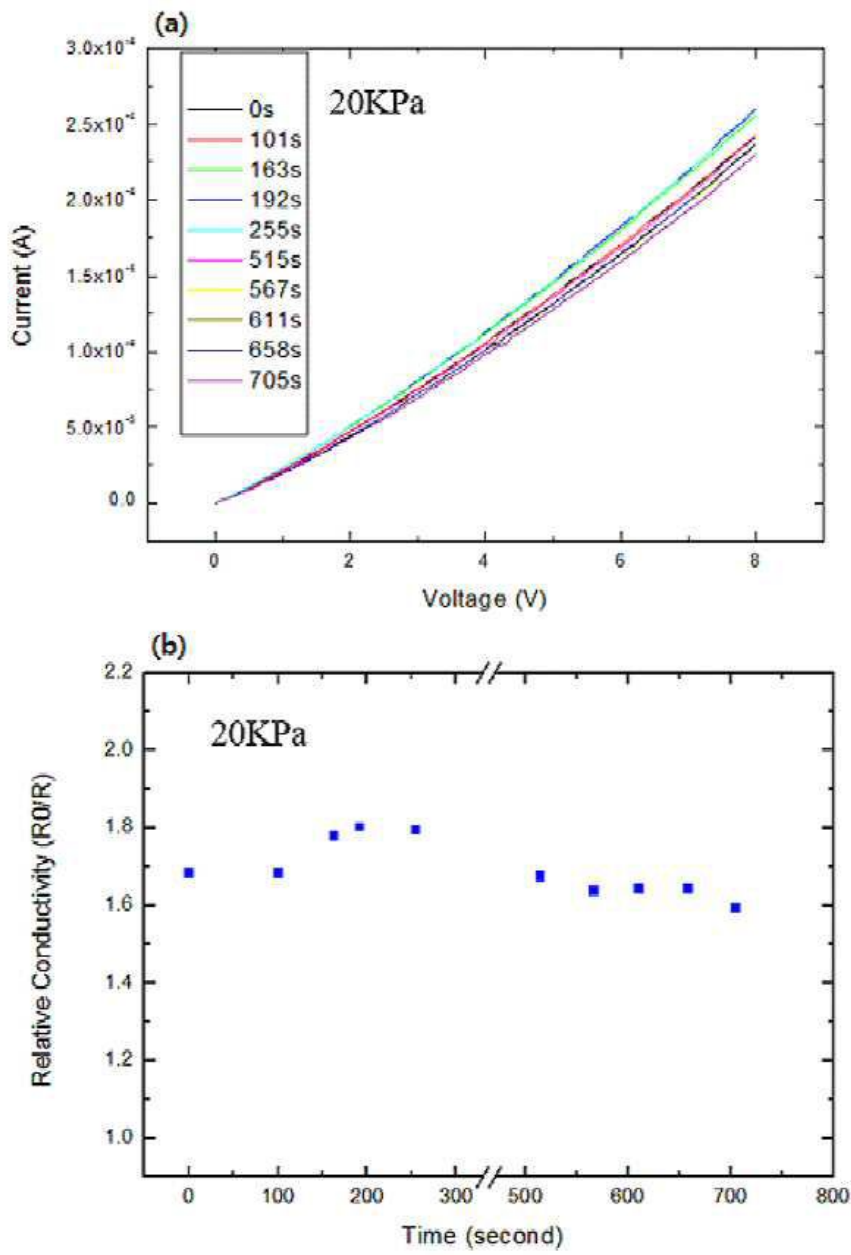 (a)
3.0x10⁻⁴
20KPa
0s
101s
163s
192s
255s
515s
567s
611s
658s
705s
2.5x10⁻⁴
2.0x10⁻⁴
1.5x10⁻⁴
1.0x10⁻⁴
5.0x10⁻⁵
0.0
Current (A)
0 2 4 6 8
Voltage (V)
(b)
2.2
20KPa
2.0
1.8
1.6
1.4
1.2
1.0
Relative Conductivity (R0/R)
0 100 200 300 500 600 700 800
Time (second)